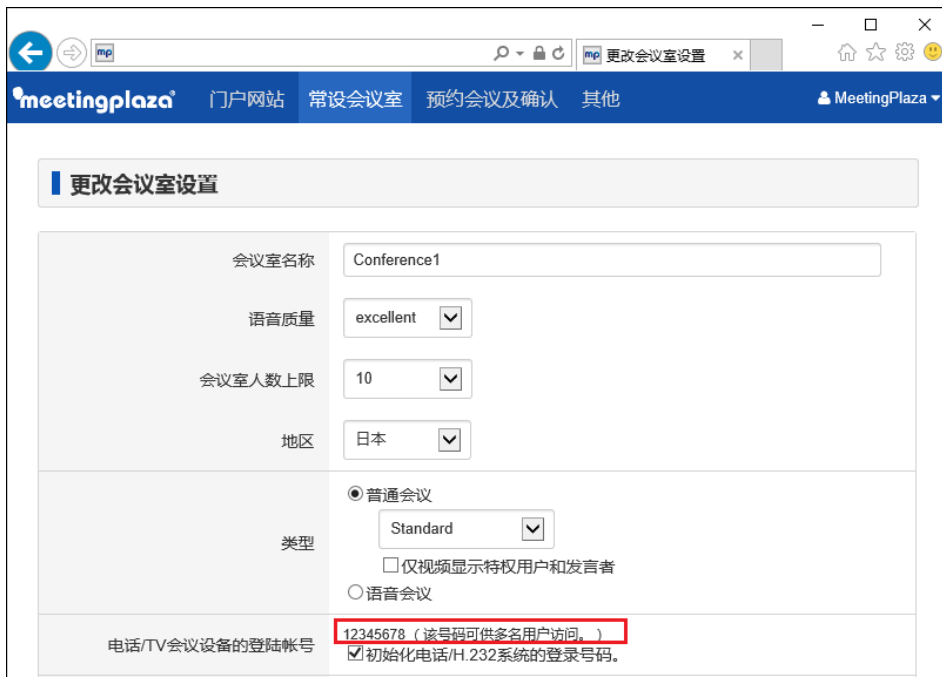 mp
mp 更改会议室设置
meetingplaza 门户网站 常设会议室 预约会议及确认 其他 MeetingPlaza
更改会议室设置
会议室名称 Conference1
语音质量 excellent
会议室人数上限 10
地区 日本
普通会议
Standard
类型
仅视频显示特权用户和发言者
语音会议
电话/TV会议设备的登陆帐号
12345678 （该号码可供多名用户访问。）
初始化电话/H.232系统的登录号码。